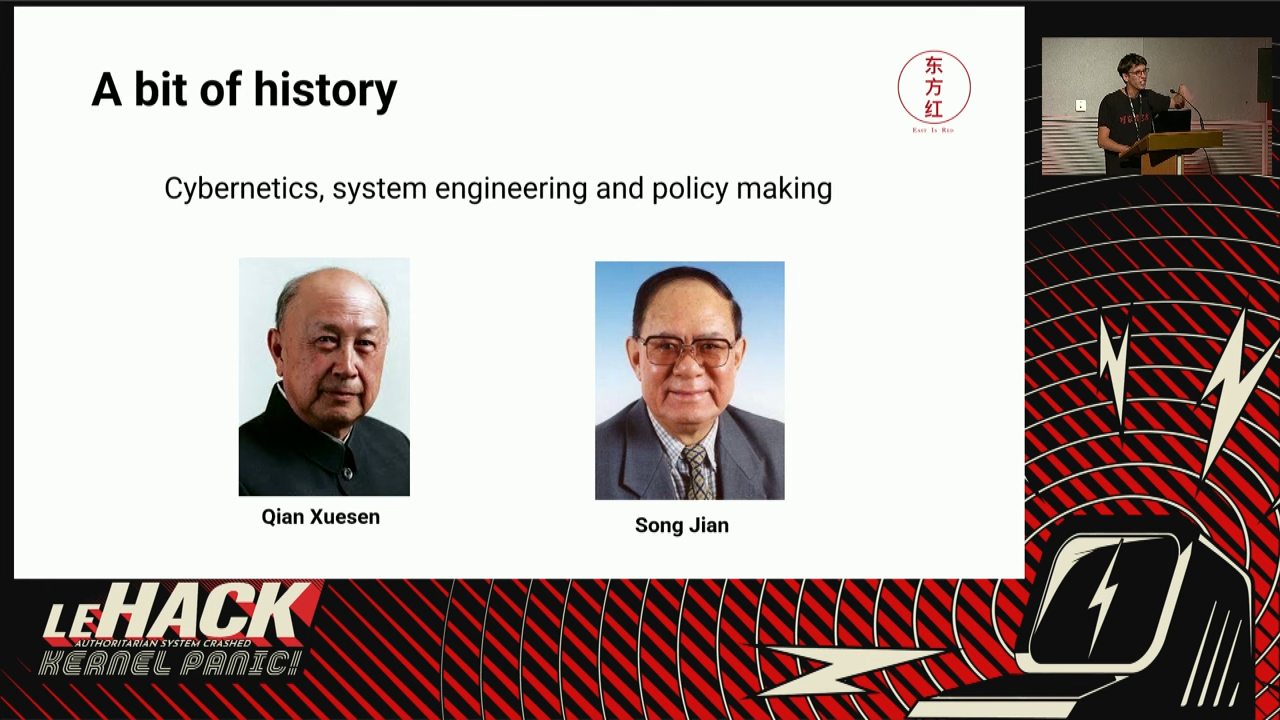 A bit of history
东
方
红
East Is Red
Cybernetics, system engineering and policy making
Qian Xuesen
Song Jian
LEHACK
AUTHORITARIAN SYSTEM CRASHED
KERNEL PANIC!